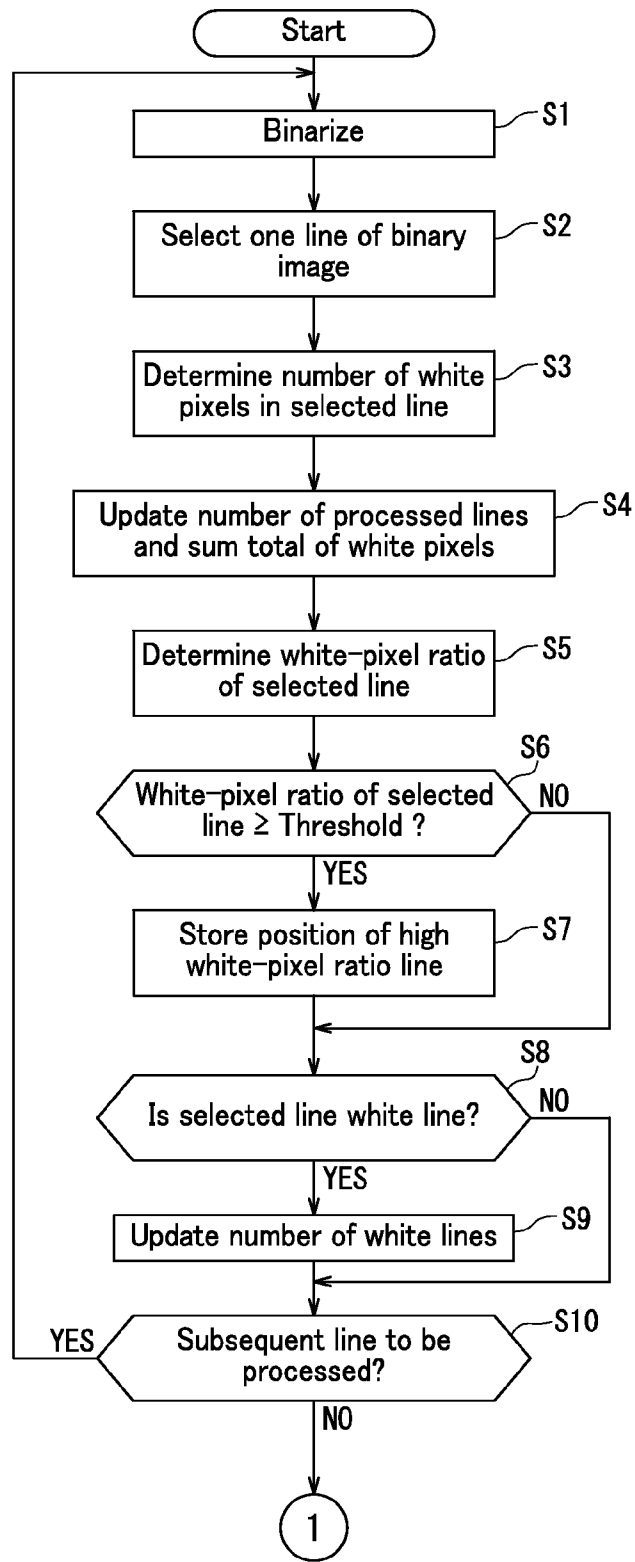 Start
Binarize
S1
Select one line of binary
image
S2
Determine number of white
pixels in selected line
S3
Update number of processed lines
and sum total of white pixels
S4
Determine white-pixel ratio
of selected line
S5
White-pixel ratio of selected
line ≥ Threshold ?
S6
NO
YES
Store position of high
white-pixel ratio line
S7
Is selected line white line?
S8
NO
YES
Update number of white lines
S9
Subsequent line to be
processed?
S10
YES
NO
1